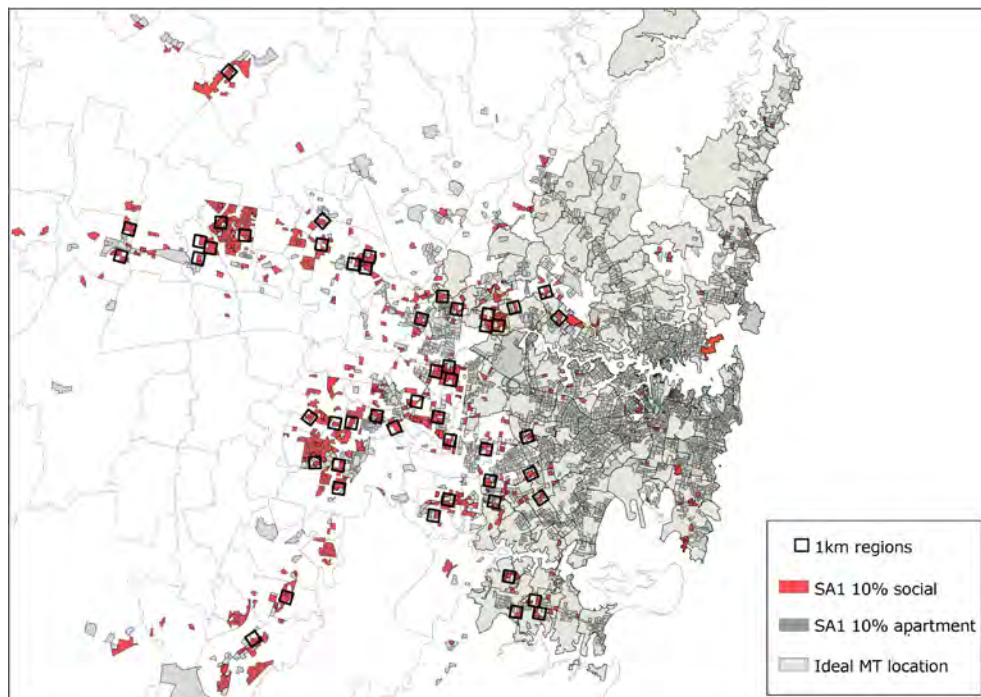 1km regions
SA1 10% social
SA1 10% apartment
Ideal MT location